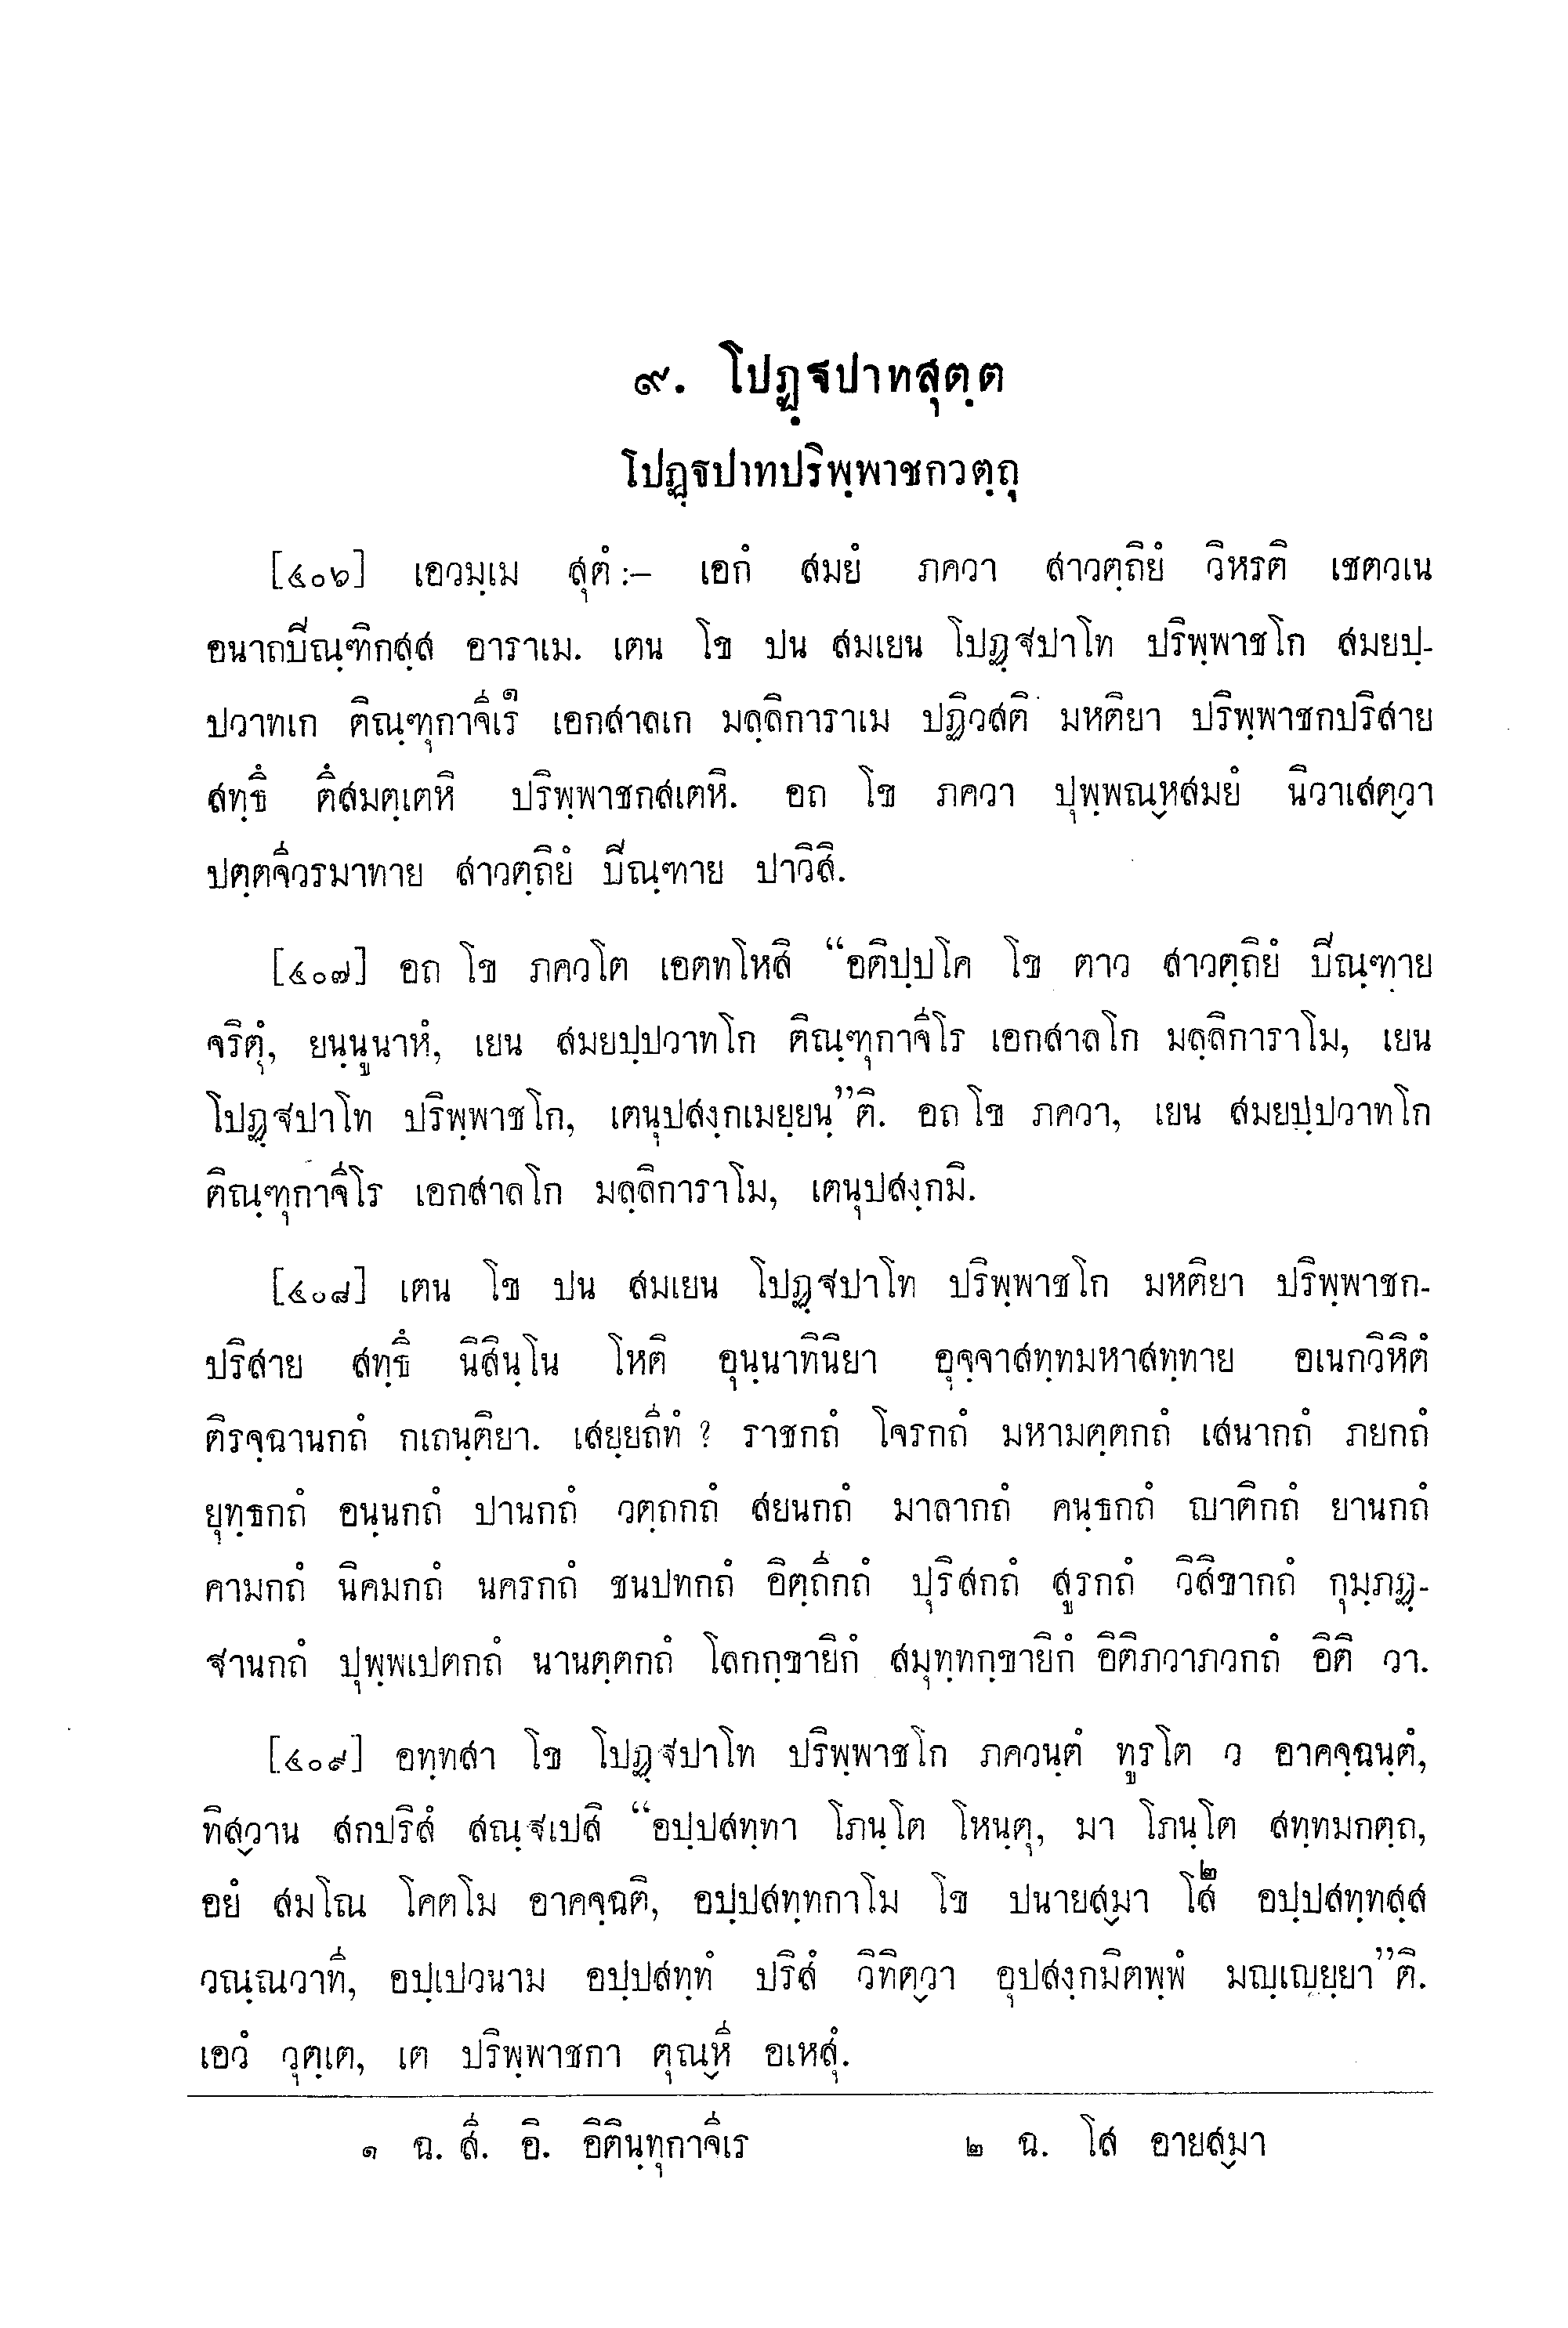 ๙. โปฏฺฐปาทสุตฺต
โปฏฺฐปาทปริพฺพาชกวตฺถุ
[๔๐๖] เอวมฺเม สุตํ :– เอกํ สมยํ ภควา สาวตฺถิยํ วิหรติ เชตวเน
อนาถปิณฺฑิกสฺส อาราเม. เตน โข ปน สมเยน โปฏฺฐปาโท ปริพฺพาชโก สมยปฺ-
ปวาทเก ติณฺฑุกาจีเร๑ เอกสาลเก มลฺลิการาเม ปฏิวสติ มหติยา ปริพฺพาชกปริสาย
สทฺธึ ตึสมตฺเตหิ ปริพฺพาชกสเตหิ. อถ โข ภควา ปุพฺพณฺหสมยํ นิวาเสตฺวา
ปตฺตจีวรมาทาย สาวตฺถิยํ ปิณฺฑาย ปาวิสิ.
[๔๐๗] อถ โข ภควโต เอตทโหสิ “อติปฺปโค โข ตาว สาวตฺถิยํ ปิณฺฑาย
จริตุํ, ยนฺนูนาหํ, เยน สมยปฺปวาทโก ติณฺฑุกาจีโร เอกสาลโก มลฺลิการาโม, เยน
โปฏฺฐปาโท ปริพฺพาชโก, เตนุปสงฺกเมยฺยนฺ”ติ. อถ โข ภควา, เยน สมยปฺปวาทโก
ติณฺฑุกาจีโร เอกสาลโก มลฺลิการาโม, เตนุปสงฺกมิ.
[๔๐๘] เตน โข ปน สมเยน โปฏฺฐปาโท ปริพฺพาชโก มหติยา ปริพฺพาชก-
ปริสาย สทฺธึ นิสินฺโน โหติ อุนฺนาทินิยา อุจฺจาสทฺทมหาสทฺทาย อเนกวิหิตํ
ติรจฺฉานกถํ กเถนฺติยา. เสยฺยถีทํ ? ราชกถํ โจรกถํ มหามตฺตกถํ เสนากถํ ภยกถํ
ยุทฺธกถํ อนฺนกถํ ปานกถํ วตฺถกถํ สยนกถํ มาลากถํ คนฺธกถํ ญาติกถํ ยานกถํ
คามกถํ นิคมกถํ นครกถํ ชนปทกถํ อิตฺถีกถํ ปุริสกถํ สูรกถํ วิสิขากถํ กุมฺภฏฺ-
ฐานกถํ ปุพฺพเปตกถํ นานตฺตกถํ โลกกฺขายิกํ สมุทฺทกฺขายิกํ อิติภวาภวกถํ อิติ วา.
[๔๐๙] อทฺทสา โข โปฏฺฐปาโท ปริพฺพาชโก ภควนฺตํ ทูรโต ว อาคจฺฉนฺตํ,
ทิสฺวาน สกปริสํ สณฺฐเปสิ “อปฺปสทฺทา โภนฺโต โหนฺตุ, มา โภนฺโต สทฺทมกตฺถ,
อยํ สมโณ โคตโม อาคจฺฉติ, อปฺปสทฺทกาโม โข ปนายสฺมา โส๒ อปฺปสทฺทสฺส
วณฺณวาที, อปฺเปวนาม อปฺปสทฺทํ ปริสํ วิทิตฺวา อุปสงฺกมิตพฺพํ มญฺเญยฺยา”ติ.
เอวํ วุตฺเต, เต ปริพฺพาชกา ตุณฺหี อเหสุํ.
๑ ฉ. สี. อิ. อิตินฺทุกาจีเร ๒ ฉ. โส อายสฺมา